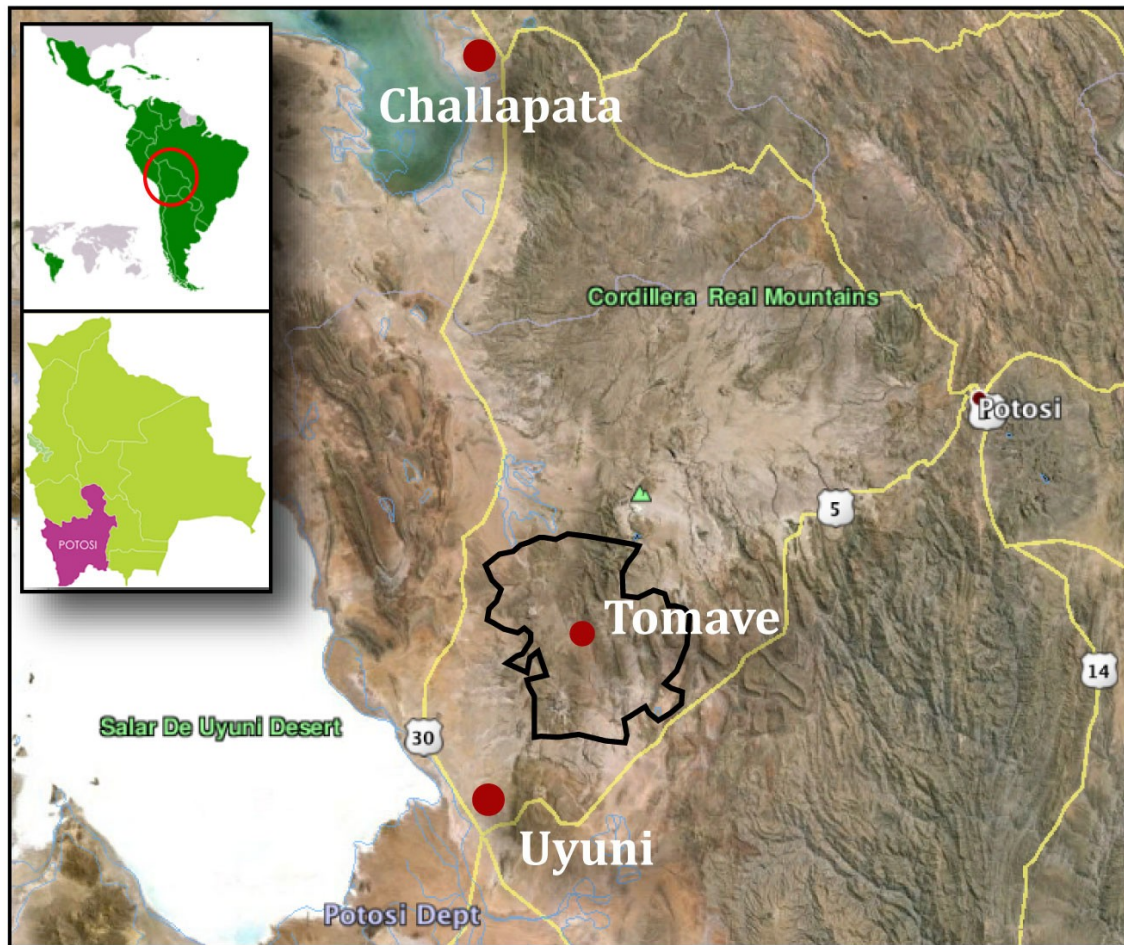 Challapata
Cordillera Real Mountains
Potosi
5
POTOSI
Tomave
14
Salar De Uyuni Desert
30
Uyuni
Potosi Dept